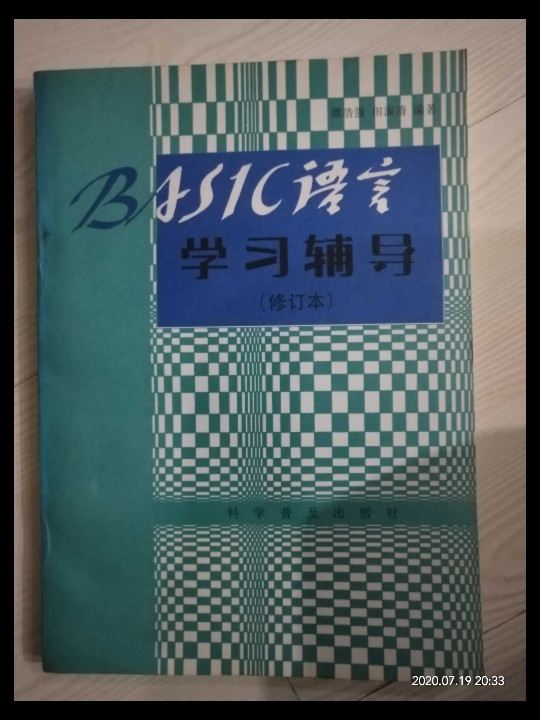 谭浩强 田淑清 编著
BASIC语言
学习辅导
(修订本)
科学普及出版社
2020.07.19 20:33